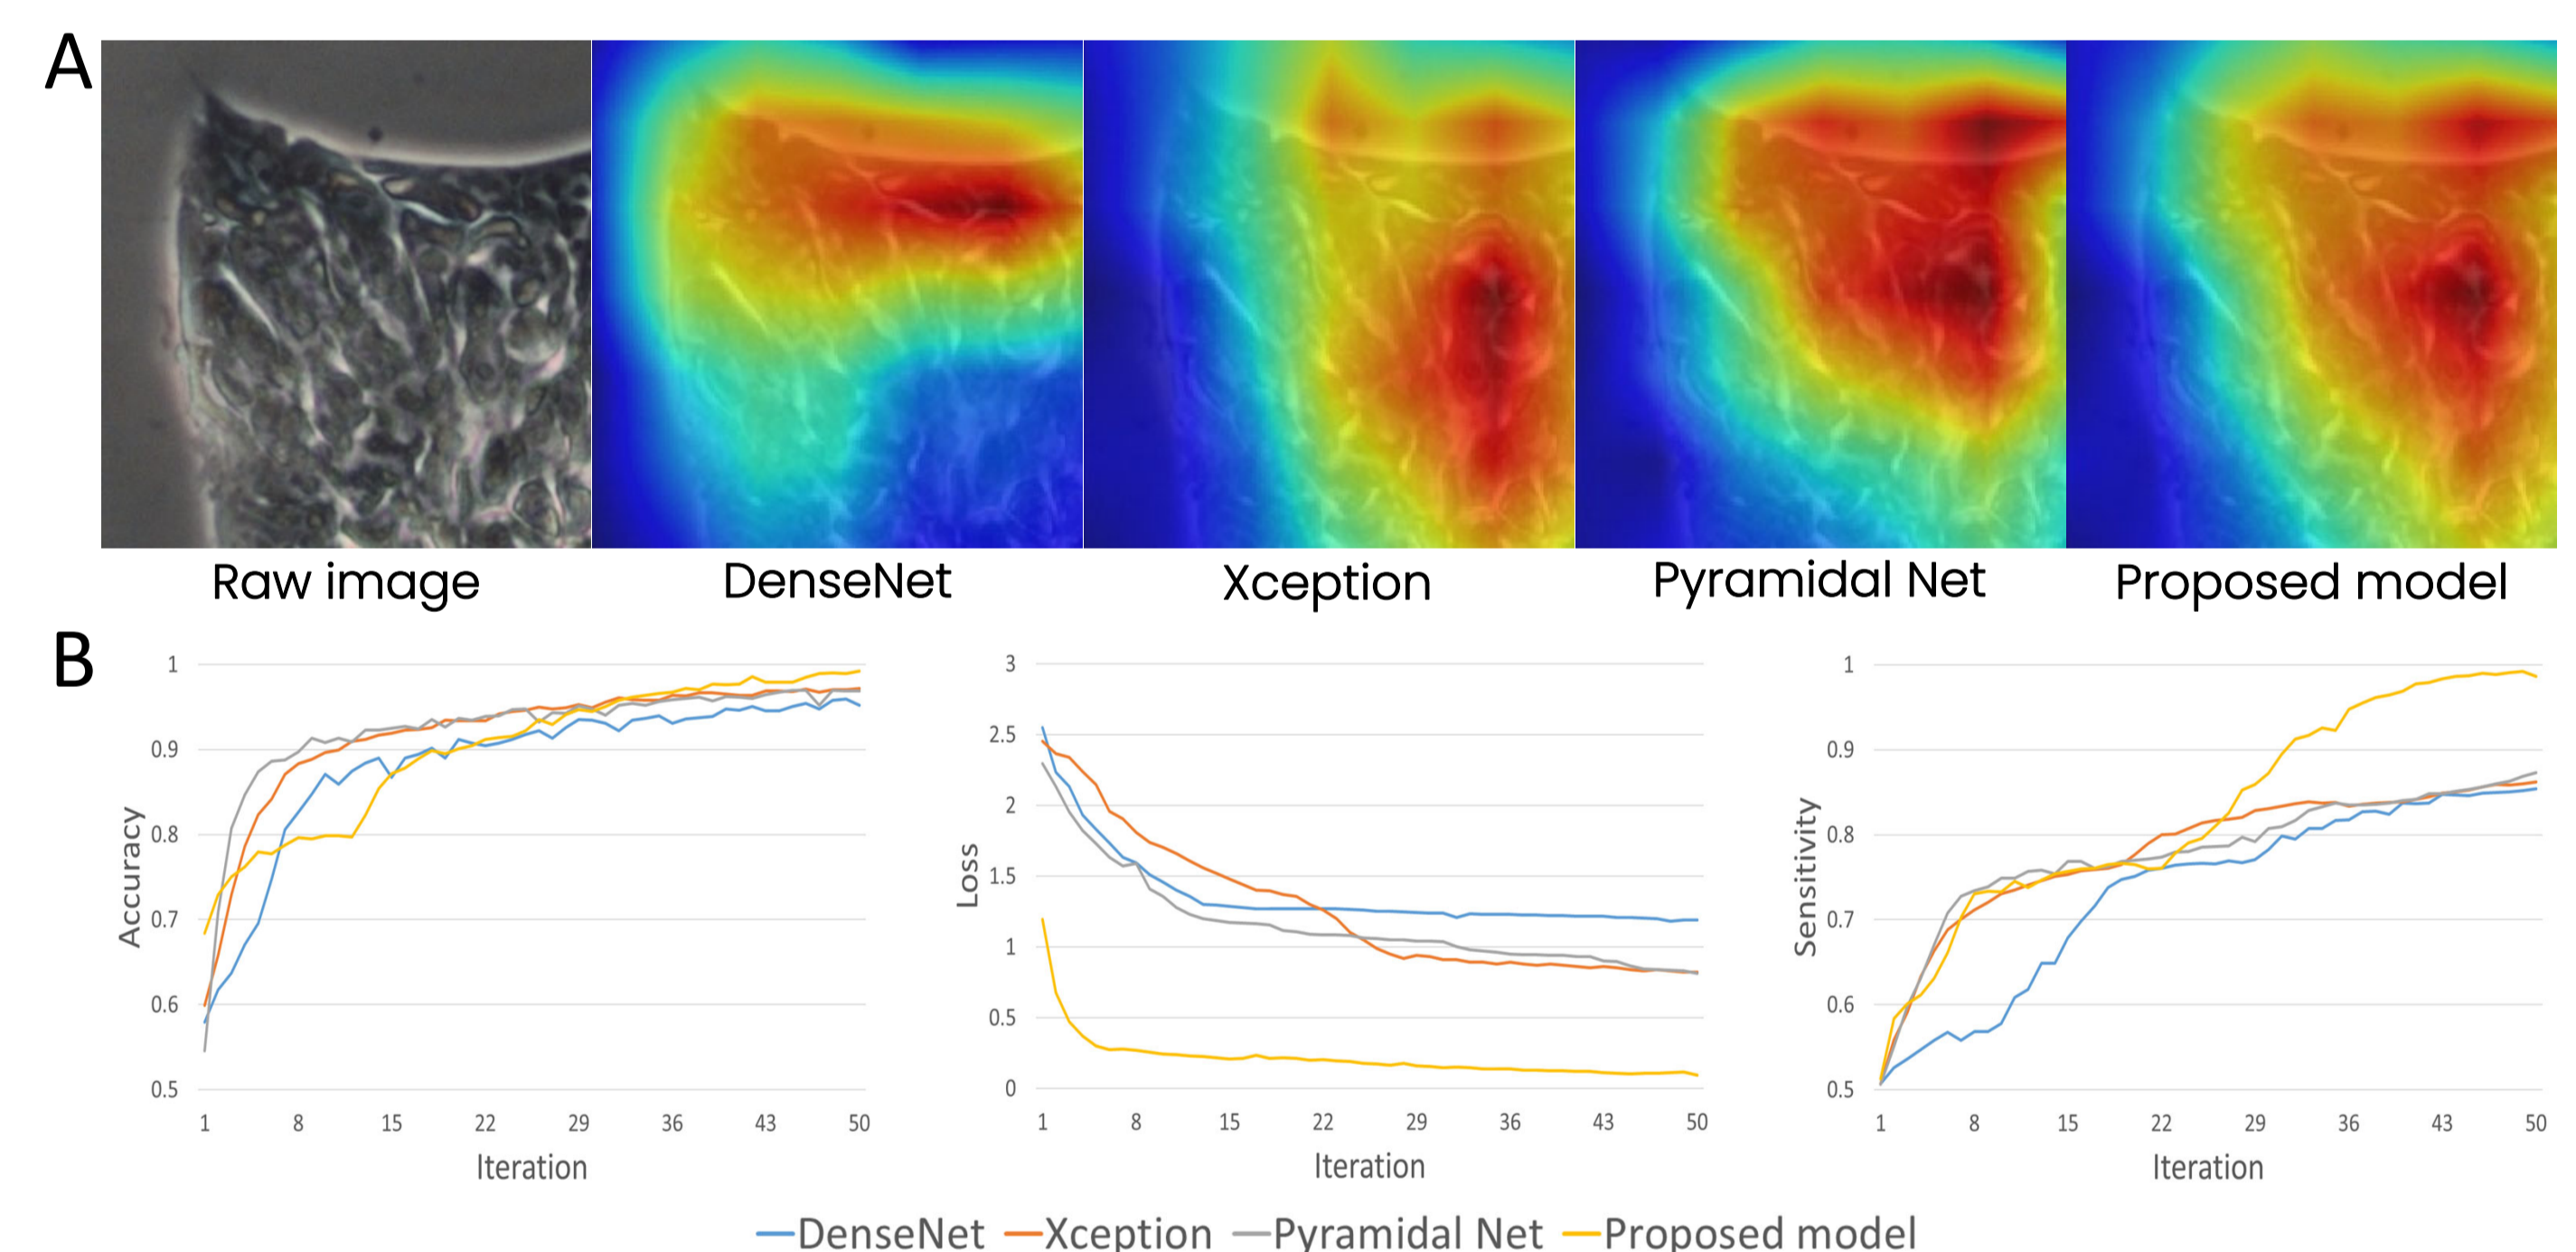 A
Raw image
DenseNet
Xception
Pyramidal Net
Proposed model
B
Accuracy
1
0.9
0.8
0.7
0.6
0.5
1 8 15 22 29 36 43 50
Iteration
Loss
3
2.5
2
1.5
1
0.5
0
1 8 15 22 29 36 43 50
Iteration
Sensitivity
1
0.9
0.8
0.7
0.6
0.5
1 8 15 22 29 36 43 50
Iteration
DenseNet Xception Pyramidal Net Proposed model